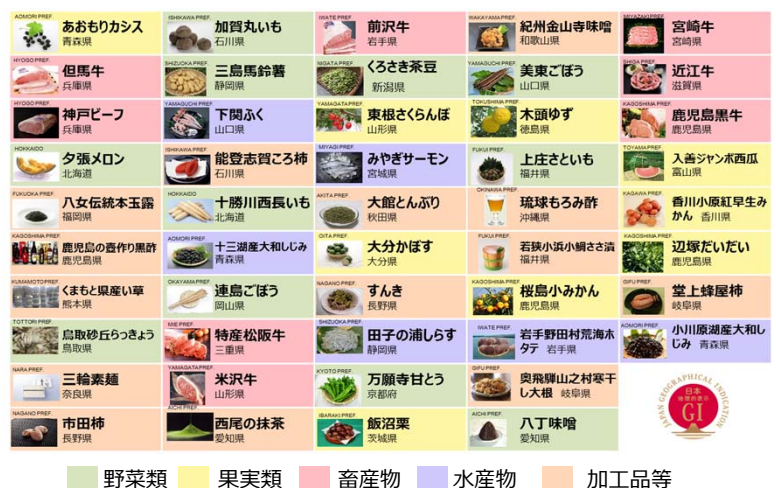 AOMORI PREF.
あおもりカシス
青森県
ISHIKAWA PREF.
加賀丸いも
石川県
IWATE PREF.
前沢牛
岩手県
WAKAYAMA PREF.
紀州金山寺味噌
和歌山県
MIYAZAKI PREF.
宮崎牛
宮崎県
HYOGO PREF.
但馬牛
兵庫県
SHIZUOKA PREF.
三島馬鈴薯
静岡県
NIIGATA PREF.
くろさき茶豆
新潟県
YAMAGUCHI PREF.
美東ごぼう
山口県
SHIGA PREF.
近江牛
滋賀県
HYOGO PREF.
神戸ビーフ
兵庫県
YAMAGUCHI PREF.
下関ふく
山口県
YAMAGATA PREF.
東根さくらんぼ
山形県
TOKUSHIMA PREF.
木頭ゆず
徳島県
KAGOSHIMA PREF.
鹿児島黒牛
鹿児島県
HOKKAIDO
夕張メロン
北海道
ISHIKAWA PREF.
能登志賀ころ柿
石川県
MIYAGI PREF.
みやぎサーモン
宮城県
FUKUI PREF.
上庄さといも
福井県
TOYAMA PREF.
入善ジャンボ西瓜
富山県
FUKUOKA PREF.
八女伝統本玉露
福岡県
HOKKAIDO
十勝川西長いも
北海道
AKITA PREF.
大館とんぶり
秋田県
OKINAWA PREF.
琉球もろみ酢
沖縄県
KAGAWA PREF.
香川小原紅早生み
かん 香川県
KAGOSHIMA PREF.
鹿児島の壺作り黒酢
鹿児島県
AOMORI PREF.
十三湖産大和しじみ
青森県
OITA PREF.
大分かぼす
大分県
FUKUI PREF.
若狭小浜小鯛ささ漬
福井県
KAGOSHIMA PREF.
辺塚だいだい
鹿児島県
KUMAMOTO PREF.
くまもと県産い草
熊本県
OKAYAMA PREF.
連島ごぼう
岡山県
NAGANO PREF.
すんき
長野県
KAGOSHIMA PREF.
桜島小みかん
鹿児島県
GIFU PREF.
堂上蜂屋柿
岐阜県
TOTTORI PREF.
鳥取砂丘らっきょう
鳥取県
MIE PREF.
特産松阪牛
三重県
SHIZUOKA PREF.
田子の浦しらす
静岡県
IWATE PREF.
岩手野田村荒海ホ
タテ 岩手県
AOMORI PREF.
小川原湖産大和し
じみ 青森県
NARA PREF.
三輪素麺
奈良県
YAMAGATA PREF.
米沢牛
山形県
KYOTO PREF.
万願寺甘とう
京都府
GIFU PREF.
奥飛騨山之村寒干
し大根 岐阜県
NAGANO PREF.
市田柿
長野県
AICHI PREF.
西尾の抹茶
愛知県
IBARAKI PREF.
飯沼栗
茨城県
AICHI PREF.
八丁味噌
愛知県
JAPAN GEOGRAPHICAL INDICATION
日本
地理的表示
GI
野菜類
果実類
畜産物
水産物
加工品等